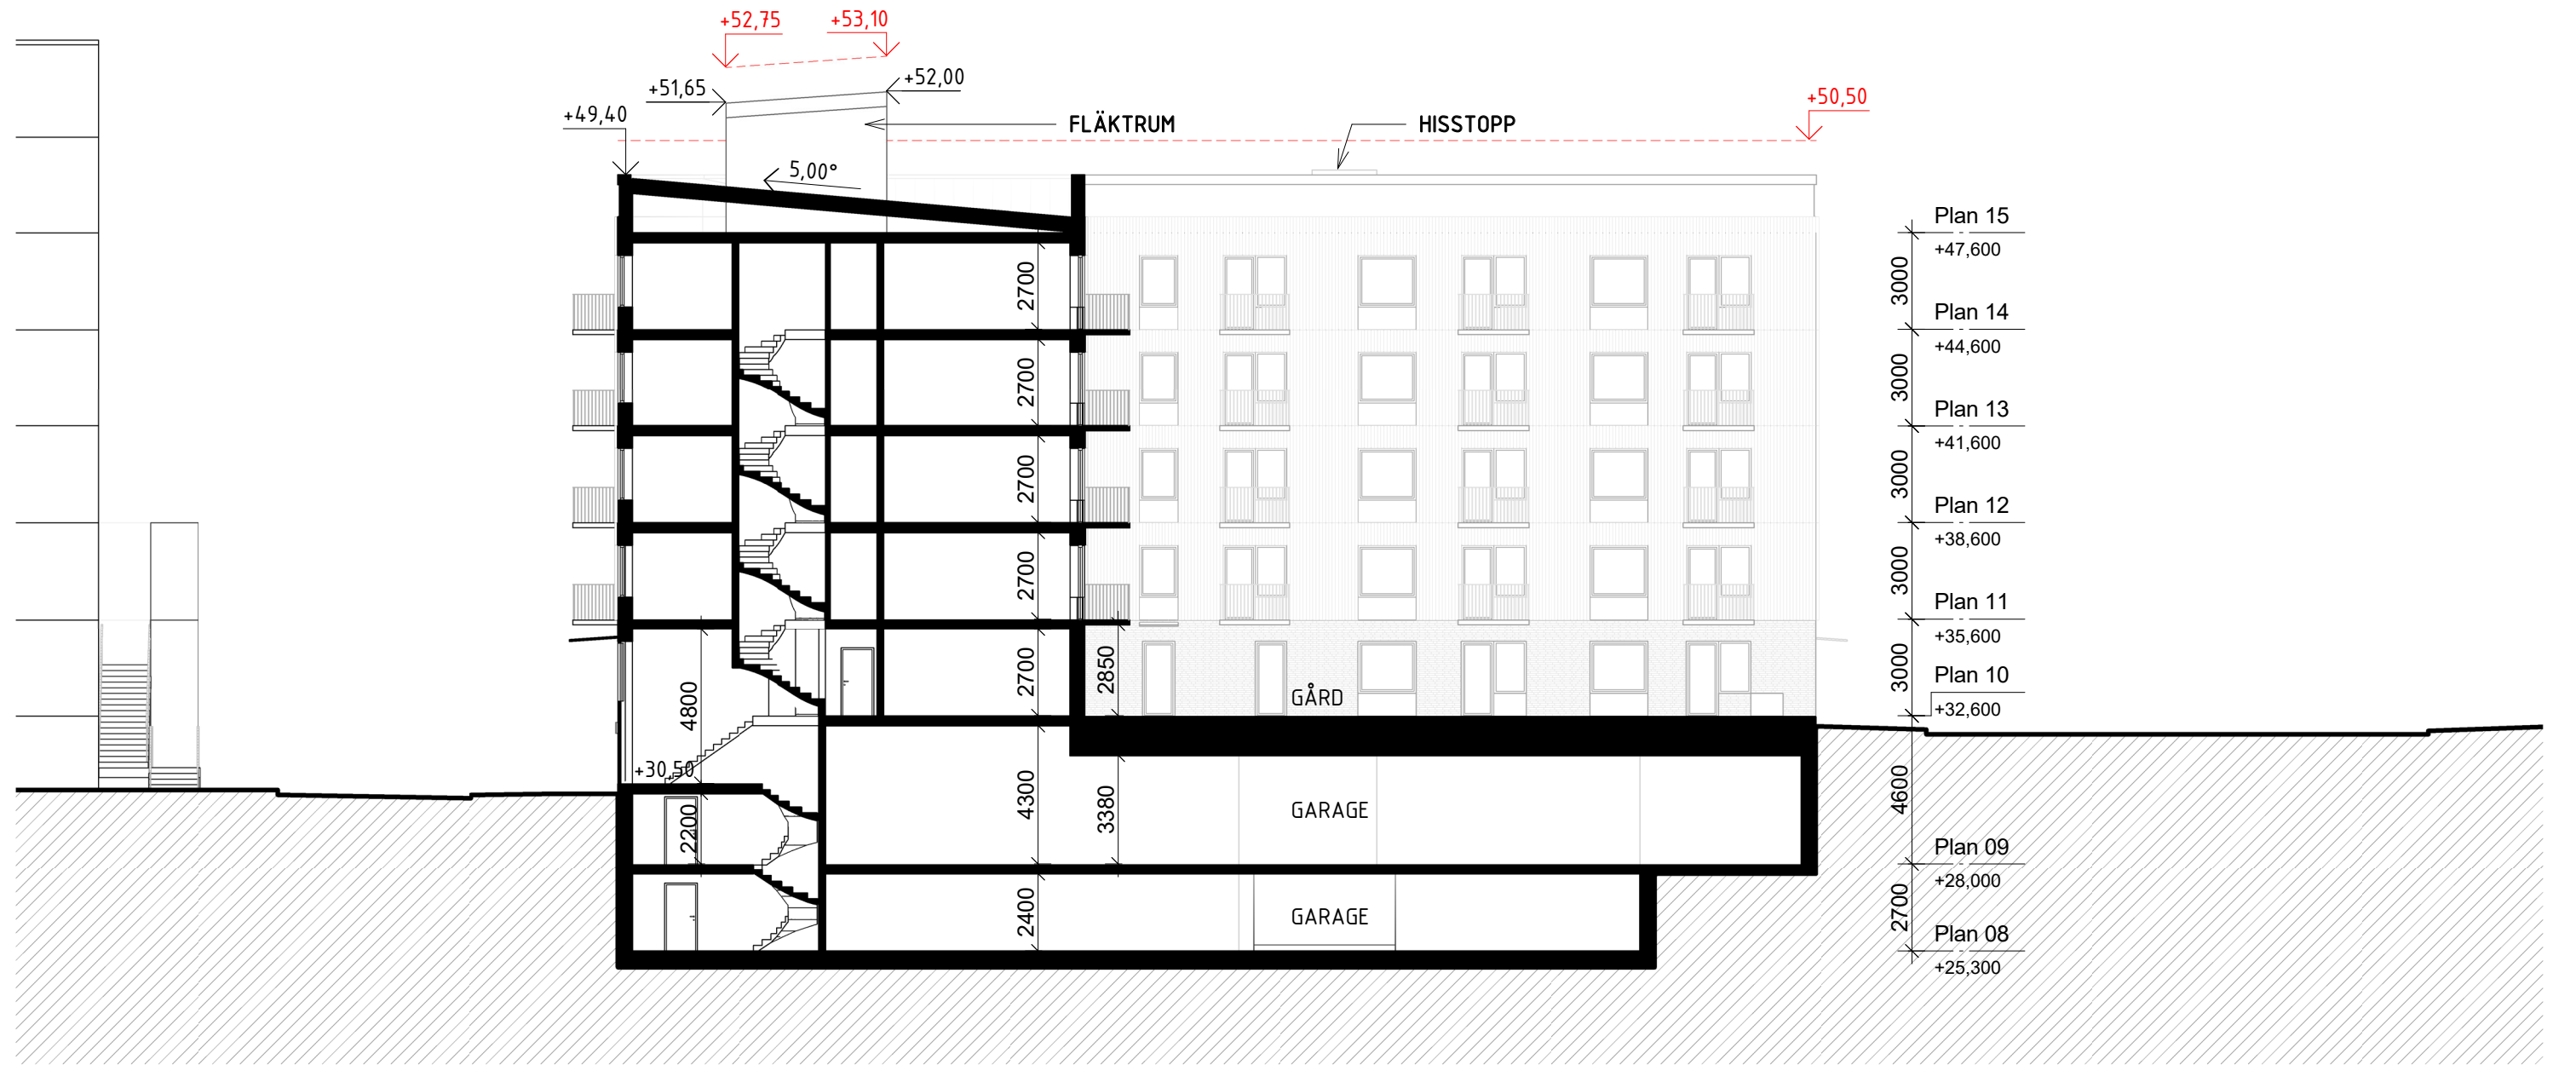 +52,75
+53,10
+51,65
+52,00
+49,40
FLÄKTRUM
HISSTOPP
+50,50
5,00°
Plan 15
+47,600
2700
3000
Plan 14
+44,600
2700
3000
Plan 13
+41,600
2700
3000
Plan 12
+38,600
2700
3000
Plan 11
+35,600
4800
2700
2850
GÅRD
3000
Plan 10
+32,600
+30,50
2200
4300
3380
GARAGE
4600
Plan 09
+28,000
2400
GARAGE
2700
Plan 08
+25,300